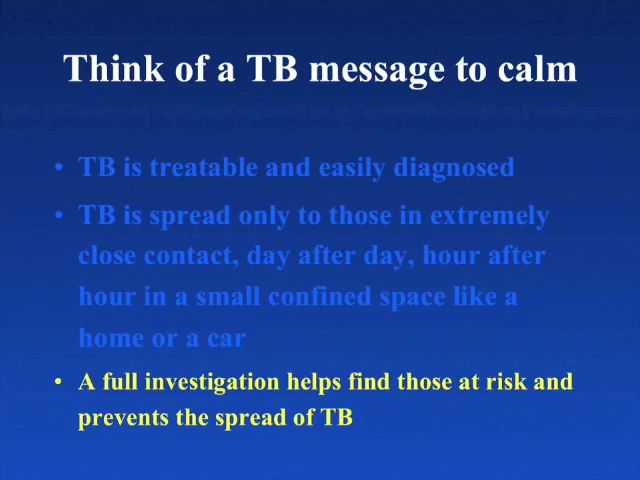 Think of a TB message to calm
• TB is treatable and easily diagnosed
• TB is spread only to those in extremely
close contact, day after day, hour after
hour in a small confined space like a
home or a car
• A full investigation helps find those at risk and
prevents the spread of TB